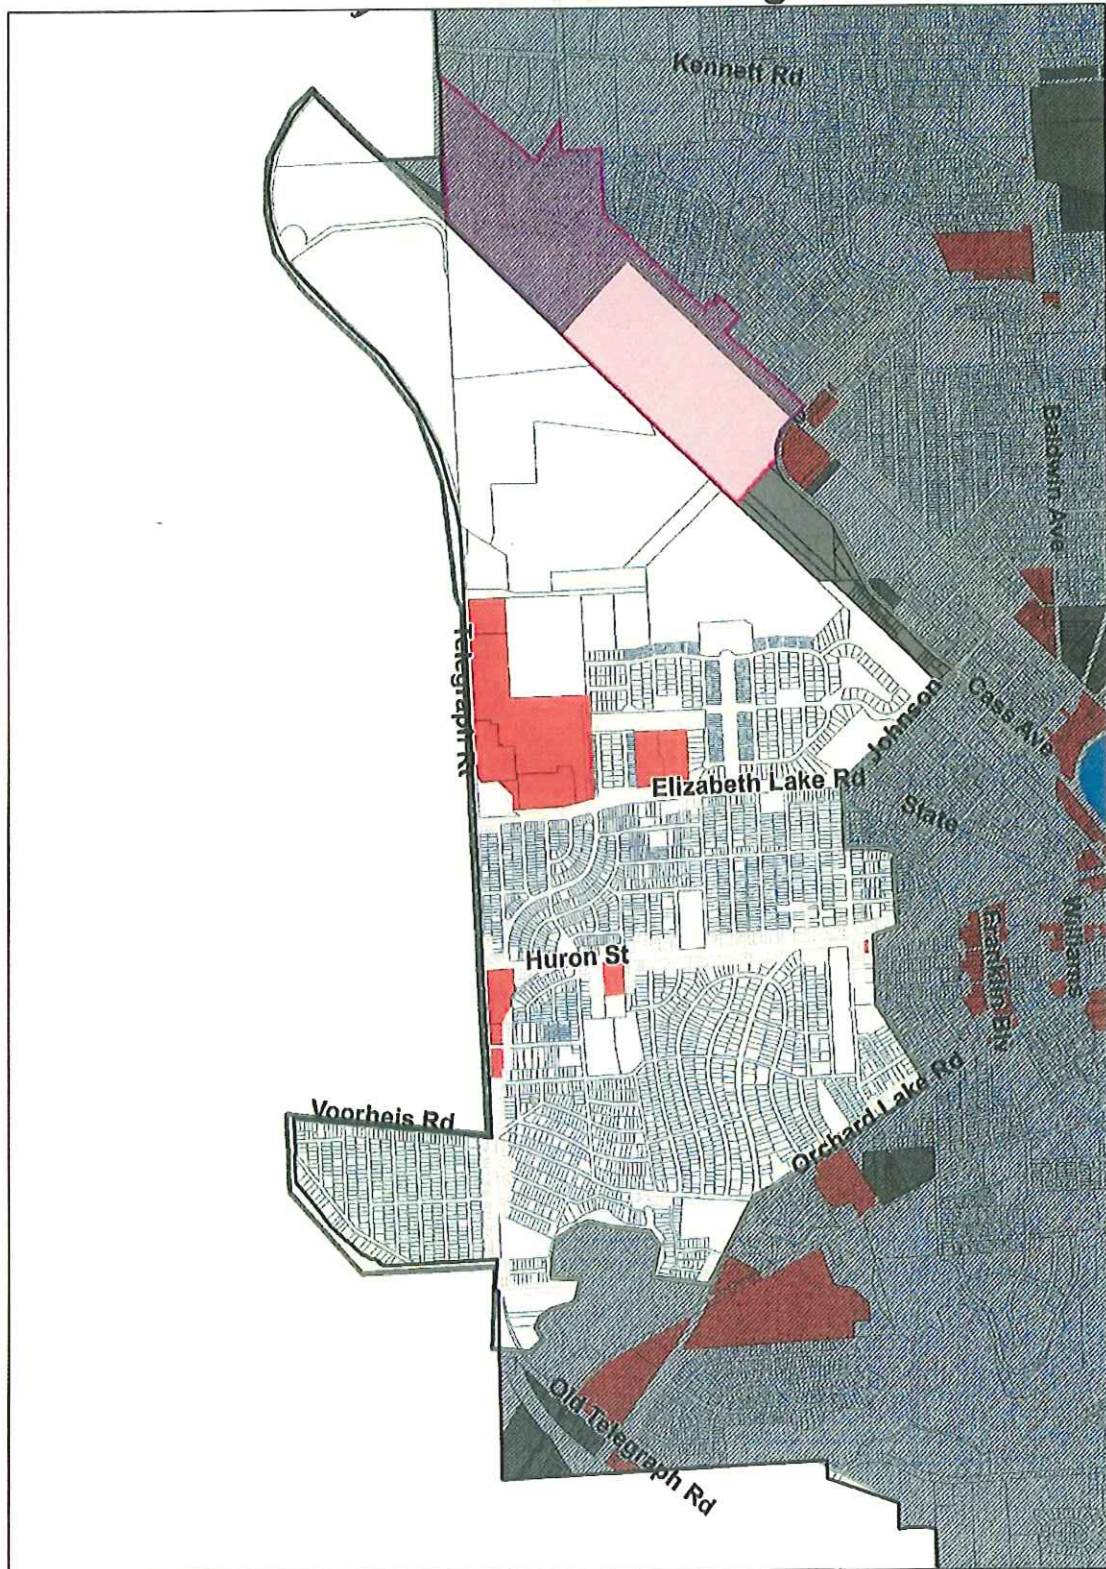 Kennett Rd
Baldwin Ave
Telegraph Rd
Johnson
Cass Ave
Elizabeth Lake Rd
State
Williams
Franklin Blv
Huron St
Orchard Lake Rd
Voorheis Rd
Old Telegraph Rd